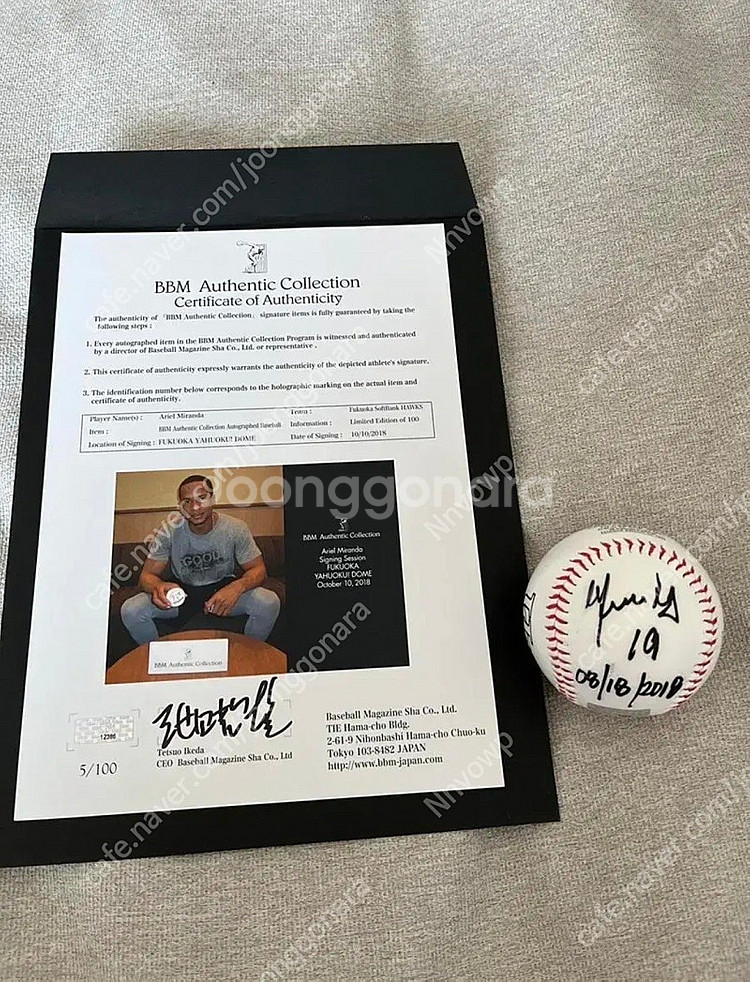 BBM Authentic Collection
Certificate of Authenticity
The authenticity of 「BBM Authentic Collection」 signature items is fully guaranteed by taking the
following steps ;
1. Every autographed item in the BBM Authentic Collection Program is witnessed and authenticated
by a director of Baseball Magazine Sha Co., Ltd. or representative .
2. This certificate of authenticity expressly warrants the authenticity of the depicted athlete's signature.
3. The identification number below corresponds to the holographic marking on the actual item and
certificate of authenticity.
Player Name(s) : Ariel Miranda Team : Fukuoka SoftBank HAWKS
Item : BBM Authentic Collection Autographed Baseball Information : Limited Edition of 100
Location of Signing : FUKUOKA YAHUOKU! DOME Date of Signing : 10/10/2018
BBM Authentic Collection
Ariel Miranda
Signing Session
FUKUOKA
YAHUOKU! DOME
October 10, 2018
BBM Authentic Collection
12386
5/100
Tetsuo Ikeda
CEO Baseball Magazine Sha Co., Ltd
Baseball Magazine Sha Co., Ltd.
TIE Hama-cho Bldg.
2-61-9 Nihonbashi Hama-cho Chuo-ku
Tokyo 103-8482 JAPAN
http://www.bbm-japan.com
19
08/18/2018
joonggonara
cafe.naver.com/joonggonara
Nnvowp